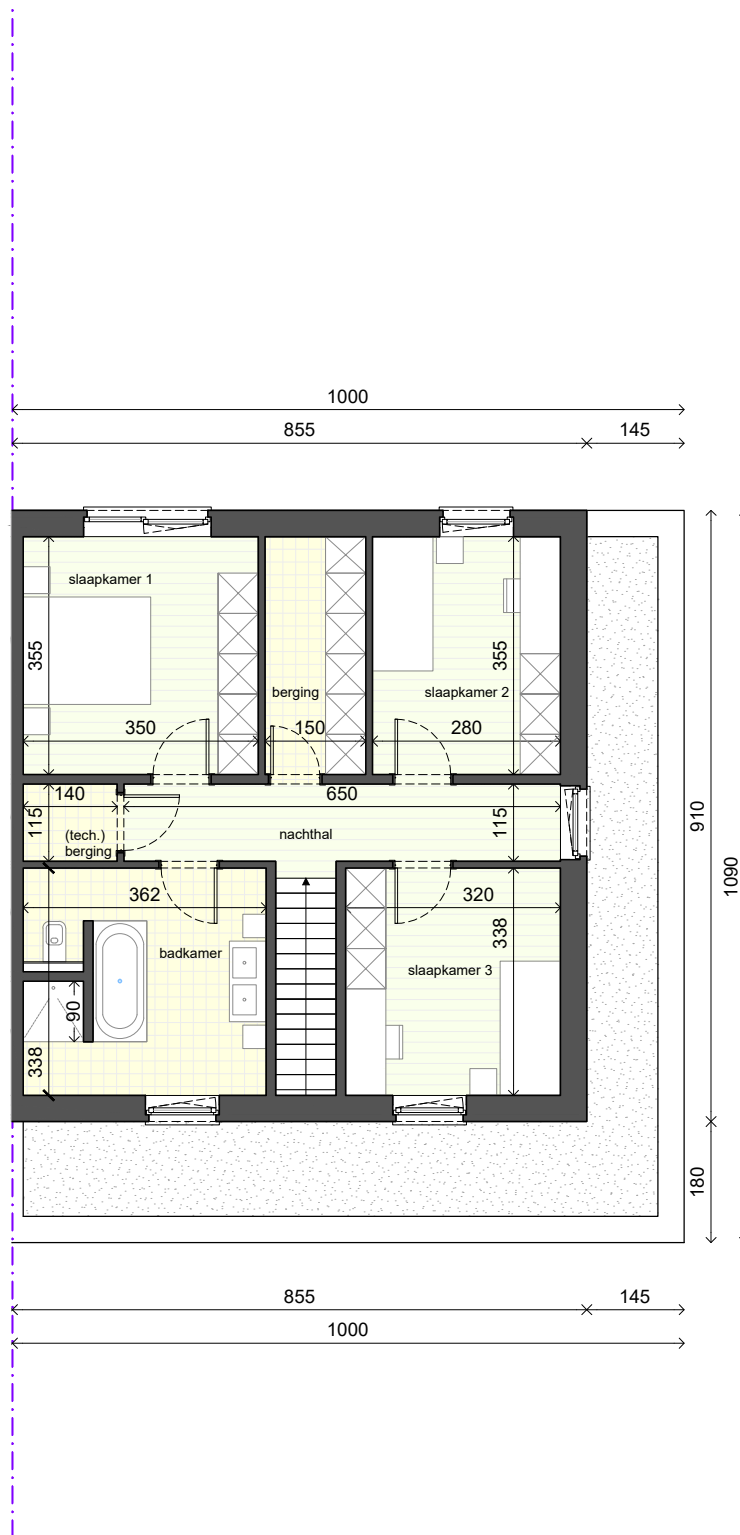 1000
855
145
slaapkamer 1
355
355
berging
slaapkamer 2
350
150
280
140
650
115
115
(tech.)
berging
nachthal
910
1090
362
320
338
badkamer
slaapkamer 3
90
338
180
855
145
1000